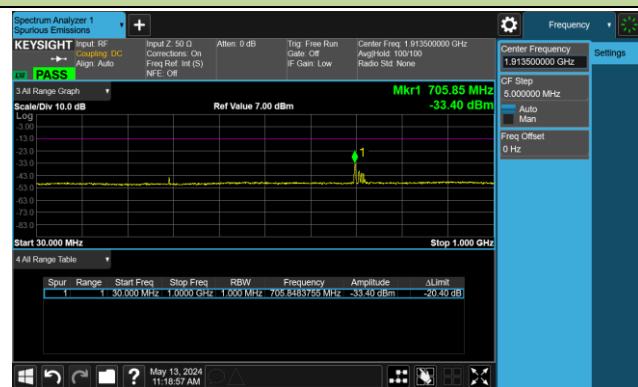 Spectrum Analyzer 1
Spurious Emissions
Frequency
KEYSIGHT
Input: RF
Coupling: DC
Align: Auto
Input Z: 50 Ω
Corrections: On
Freq Ref: Int (S)
NFE: Off
Atten: 0 dB
Trig: Free Run
Gate: Off
IF Gain: Low
Center Freq: 1.913500000 GHz
Avg|Hold: 100/100
Radio Std: None
PASS
3 All Range Graph
Mkr1 705.85 MHz
Scale/Div 10.0 dB
Ref Value 7.00 dBm
-33.40 dBm
Log
-3.00
-13.0
-23.0
-33.0
-43.0
-53.0
-63.0
-73.0
-83.0
1
Start 30.000 MHz
Stop 1.000 GHz
4 All Range Table
Spur Range Start Freq Stop Freq RBW Frequency Amplitude ΔLimit
1 1 30.000 MHz 1.0000 GHz 1.000 MHz 705.8483755 MHz -33.40 dBm -20.40 dB
Center Frequency
1.913500000 GHz
Settings
CF Step
5.000000 MHz
Auto
Man
Freq Offset
0 Hz
?
May 13, 2024
11:18:57 AM